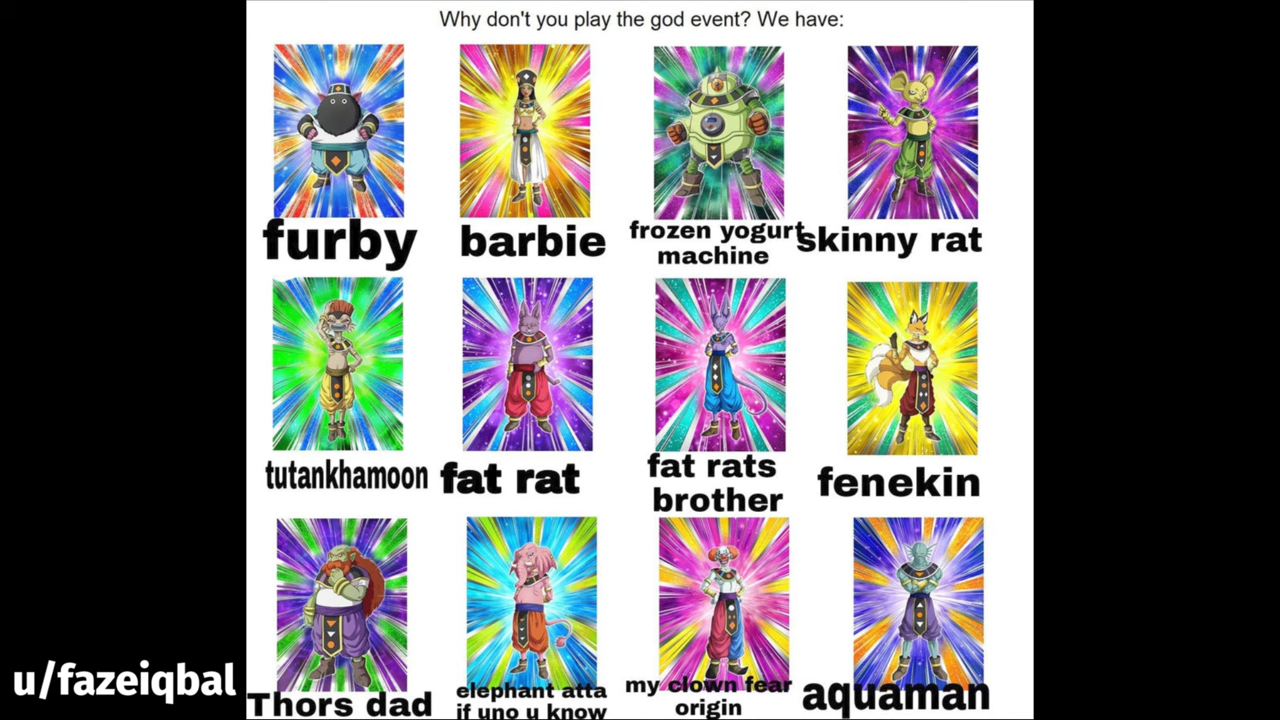 Why don't you play the god event? We have:
furby
barbie
frozen yogurt
machine
skinny rat
tutankhamoon
fat rat
fat rats
brother
fenekin
Thors dad
elephant atta
if uno u know
my clown fear
origin
aquaman
u/fazeiqbal